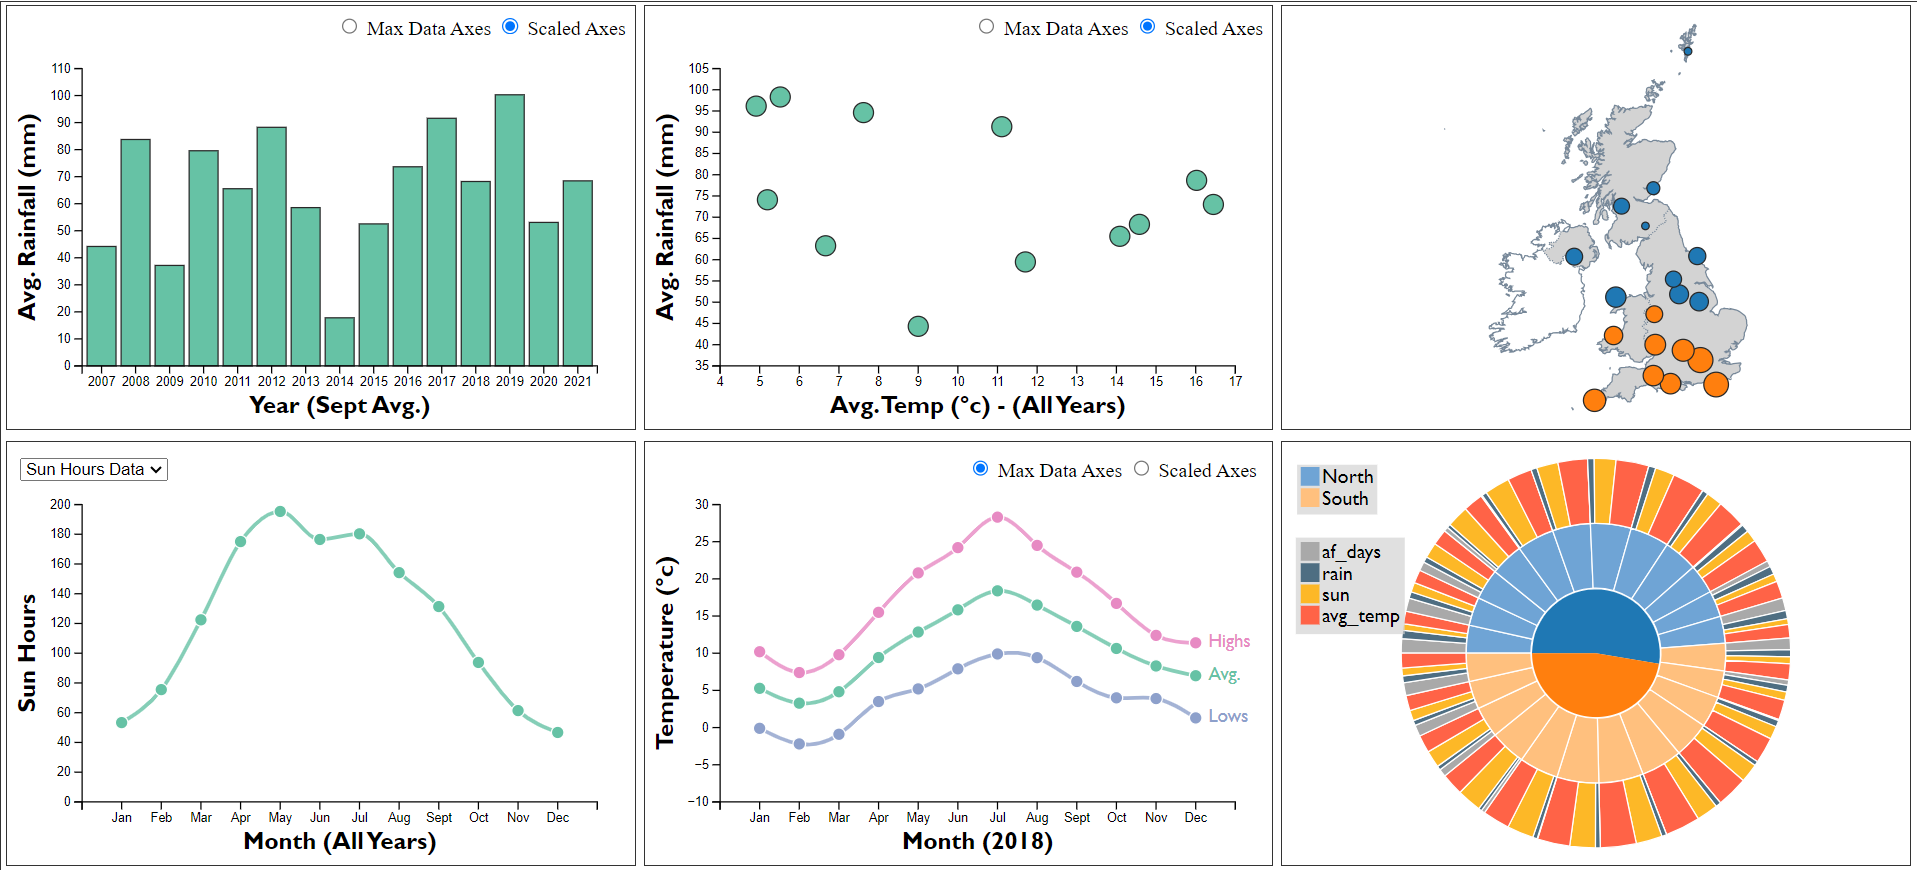 Max Data Axes Scaled Axes
110
100
90
80
70
60
50
40
30
20
10
0
Avg. Rainfall (mm)
2007 2008 2009 2010 2011 2012 2013 2014 2015 2016 2017 2018 2019 2020 2021
Year (Sept Avg.)
Max Data Axes Scaled Axes
105
100
95
90
85
80
75
70
65
60
55
50
45
40
35
Avg. Rainfall (mm)
4 5 6 7 8 9 10 11 12 13 14 15 16 17
Avg. Temp (°c) - (All Years)
Sun Hours Data
200
180
160
140
120
100
80
60
40
20
0
Sun Hours
Jan Feb Mar Apr May Jun Jul Aug Sept Oct Nov Dec
Month (All Years)
Max Data Axes Scaled Axes
30
25
20
15
10
5
0
−5
−10
Temperature (°c)
Highs
Avg.
Lows
Jan Feb Mar Apr May Jun Jul Aug Sept Oct Nov Dec
Month (2018)
North
South
af_days
rain
sun
avg_temp